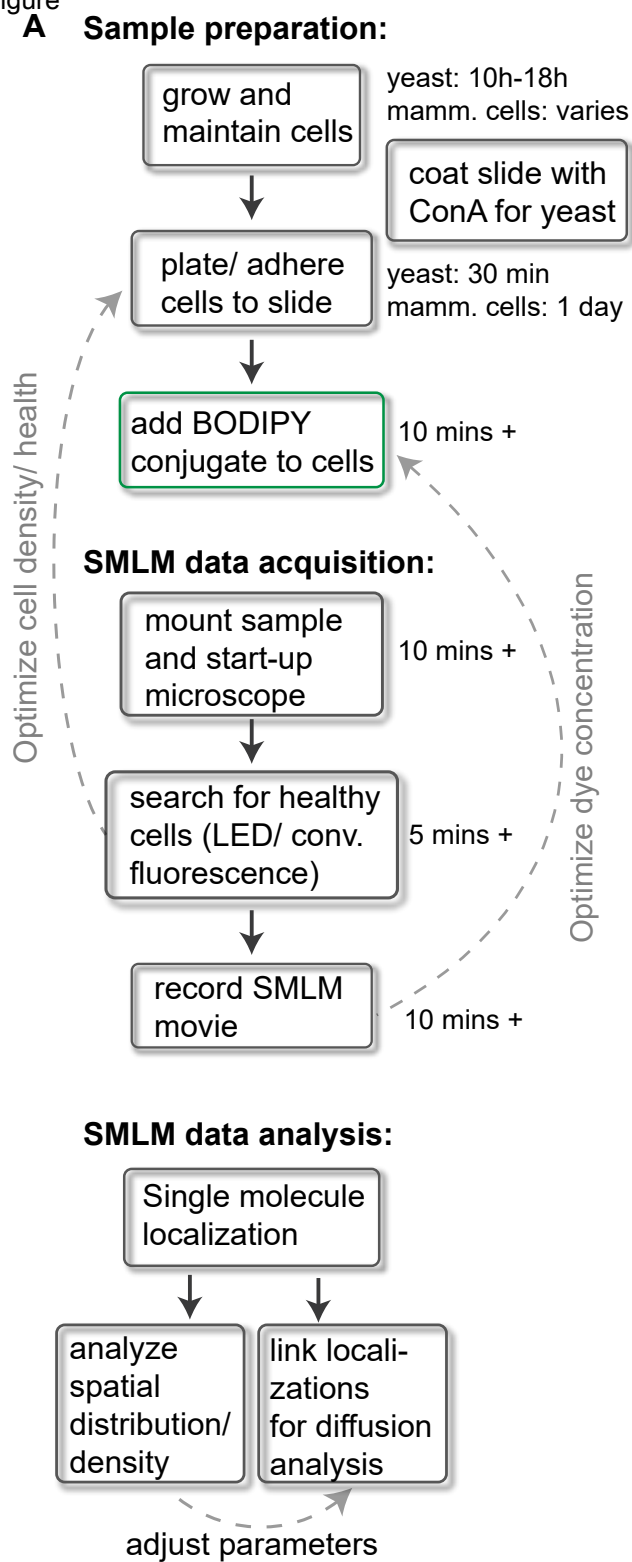 igure
A Sample preparation:
grow and
maintain cells
yeast: 10h-18h
mamm. cells: varies
coat slide with
ConA for yeast
plate/ adhere
cells to slide
yeast: 30 min
mamm. cells: 1 day
add BODIPY
conjugate to cells
10 mins +
Optimize cell density/ health
SMLM data acquisition:
mount sample
and start-up
microscope
10 mins +
search for healthy
cells (LED/ conv.
fluorescence)
5 mins +
Optimize dye concentration
record SMLM
movie
10 mins +
SMLM data analysis:
Single molecule
localization
analyze
spatial
distribution/
density
link locali-
zations
for diffusion
analysis
adjust parameters